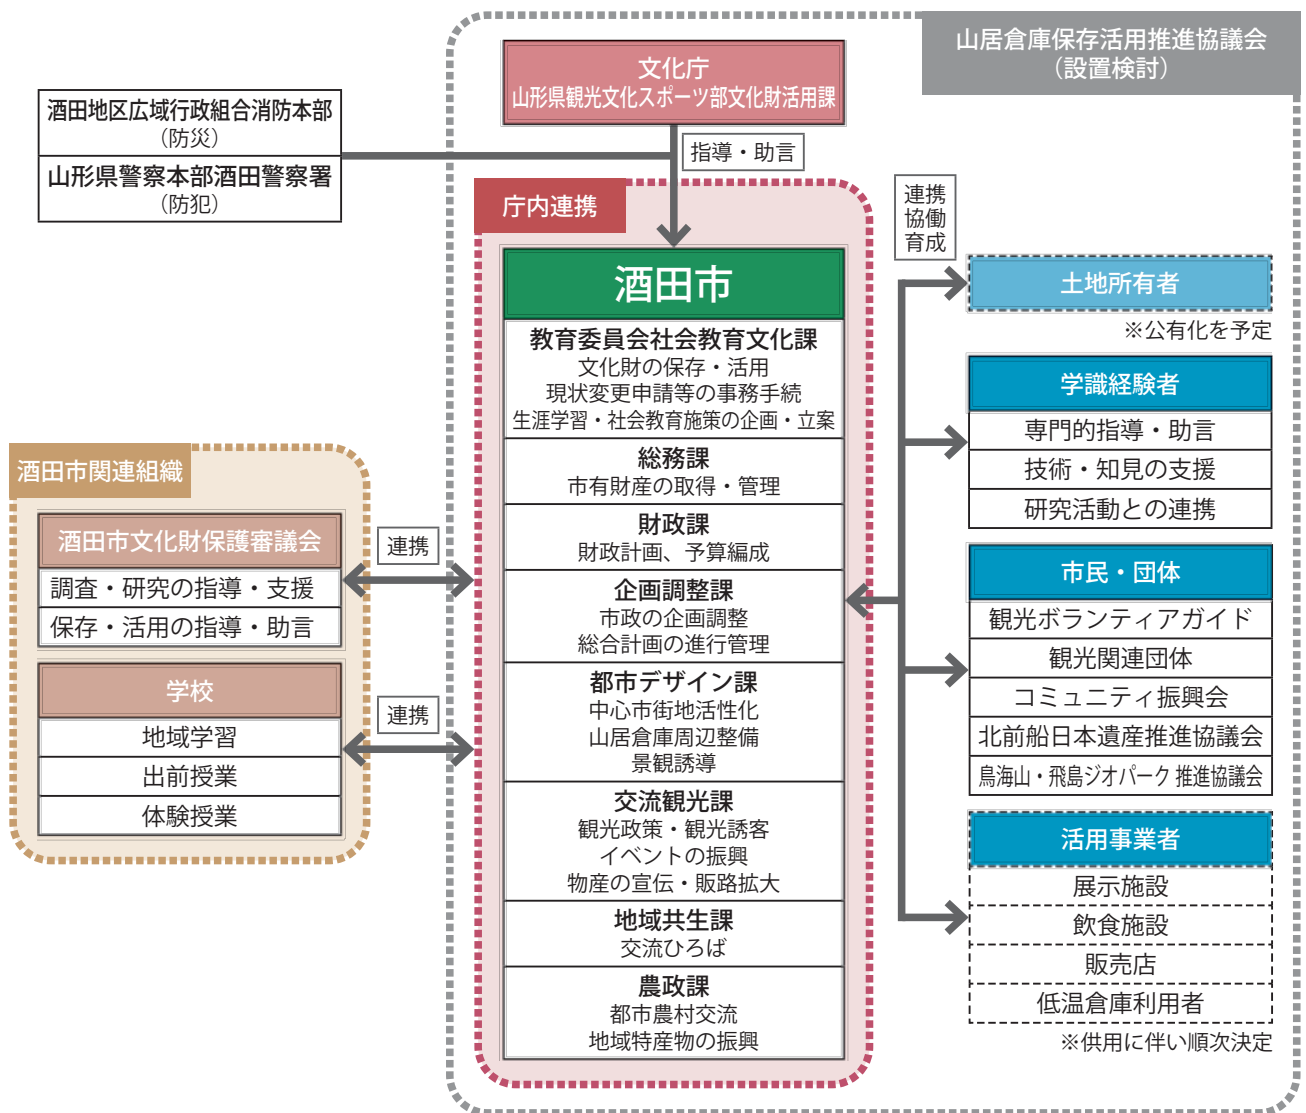 山居倉庫保存活用推進協議会
（設置検討）
文化庁
山形県観光文化スポーツ部文化財活用課
酒田地区広域行政組合消防本部
（防災）
山形県警察本部酒田警察署
（防犯）
指導・助言
庁内連携
酒田市
教育委員会社会教育文化課
文化財の保存・活用
現状変更申請等の事務手続
生涯学習・社会教育施策の企画・立案
総務課
市有財産の取得・管理
財政課
財政計画、予算編成
企画調整課
市政の企画調整
総合計画の進行管理
都市デザイン課
中心市街地活性化
山居倉庫周辺整備
景観誘導
交流観光課
観光政策・観光誘客
イベントの振興
物産の宣伝・販路拡大
地域共生課
交流ひろば
農政課
都市農村交流
地域特産物の振興
酒田市関連組織
酒田市文化財保護審議会
調査・研究の指導・支援
保存・活用の指導・助言
連携
学校
地域学習
出前授業
体験授業
連携
連携
協働
育成
土地所有者
※公有化を予定
学識経験者
専門的指導・助言
技術・知見の支援
研究活動との連携
市民・団体
観光ボランティアガイド
観光関連団体
コミュニティ振興会
北前船日本遺産推進協議会
鳥海山・飛島ジオパーク 推進協議会
活用事業者
展示施設
飲食施設
販売店
低温倉庫利用者
※供用に伴い順次決定